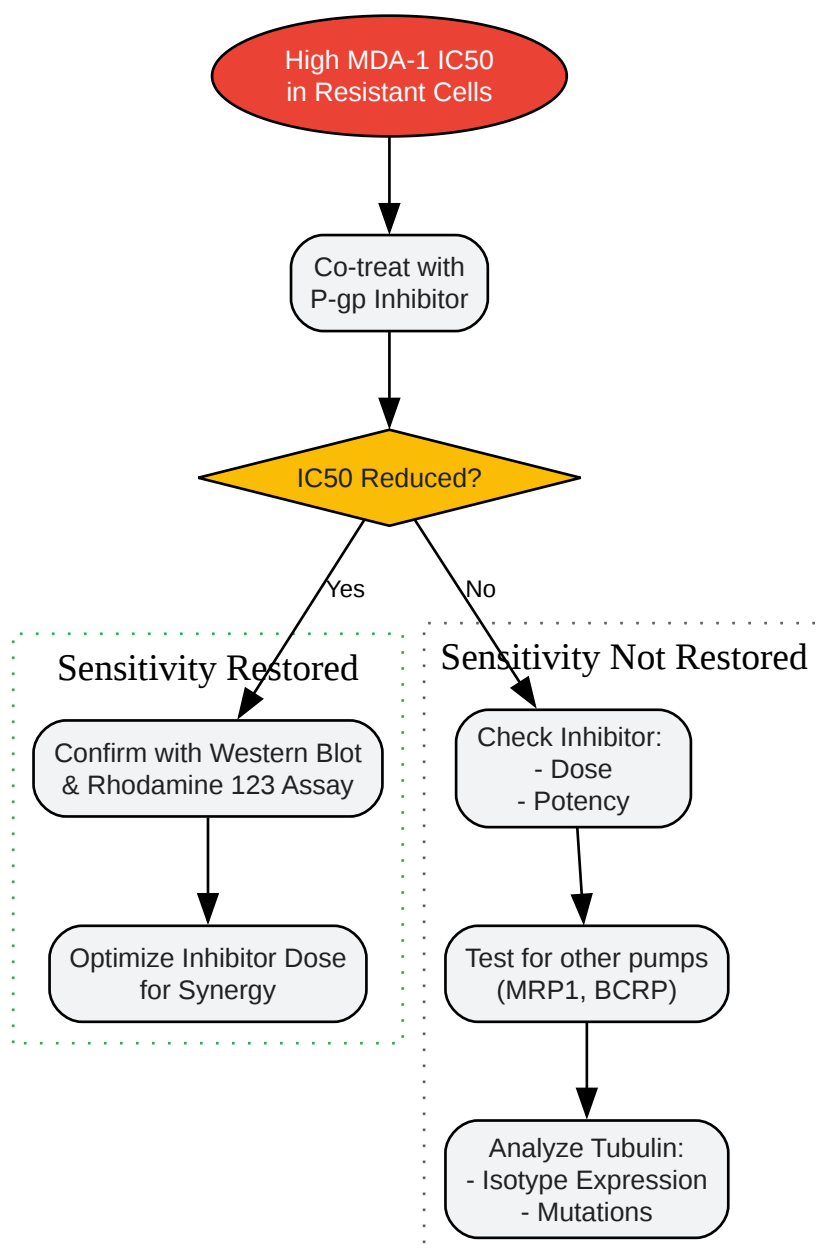 High MDA-1 IC50
in Resistant Cells
Co-treat with
P-gp Inhibitor
IC50 Reduced?
Yes
No
Sensitivity Restored
Confirm with Western Blot
& Rhodamine 123 Assay
Optimize Inhibitor Dose
for Synergy
Sensitivity Not Restored
Check Inhibitor:
- Dose
- Potency
Test for other pumps
(MRP1, BCRP)
Analyze Tubulin:
- Isotype Expression
- Mutations